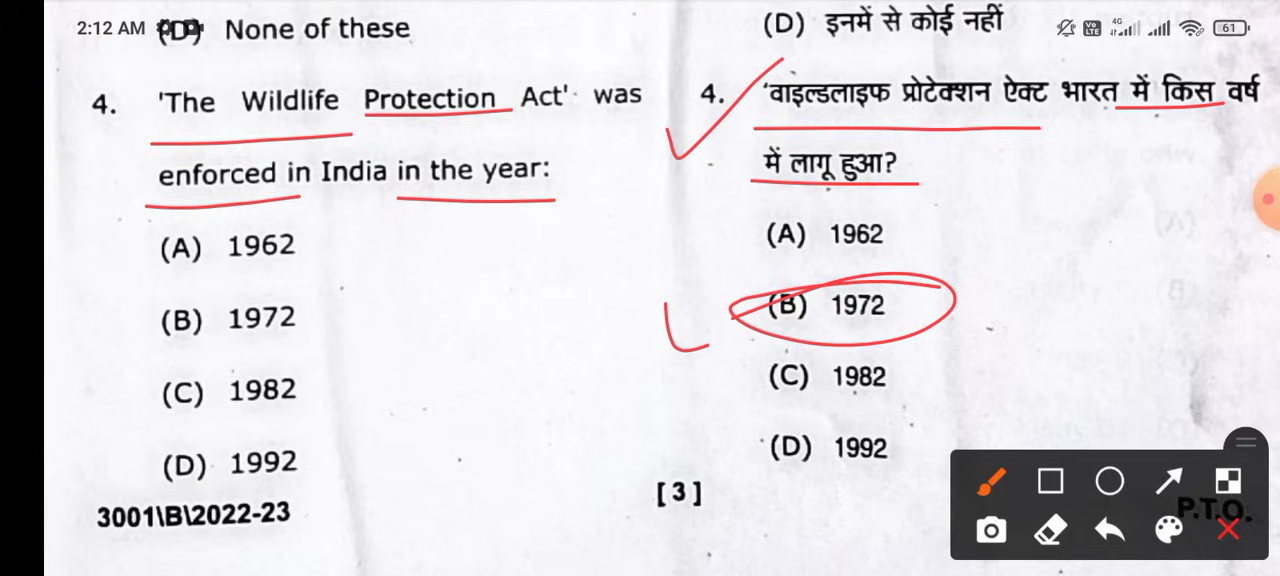 2:12 AM
4G
61
(D) None of these
4. 'The Wildlife Protection Act' was
enforced in India in the year:
(A) 1962
(B) 1972
(C) 1982
(D) 1992
3001\B\2022-23
[ 3 ]
(D) इनमें से कोई नहीं
4. 'वाइल्डलाइफ प्रोटेक्शन ऐक्ट भारत में किस वर्ष
में लागू हुआ?
(A) 1962
(B) 1972
(C) 1982
(D) 1992
P.T.O.